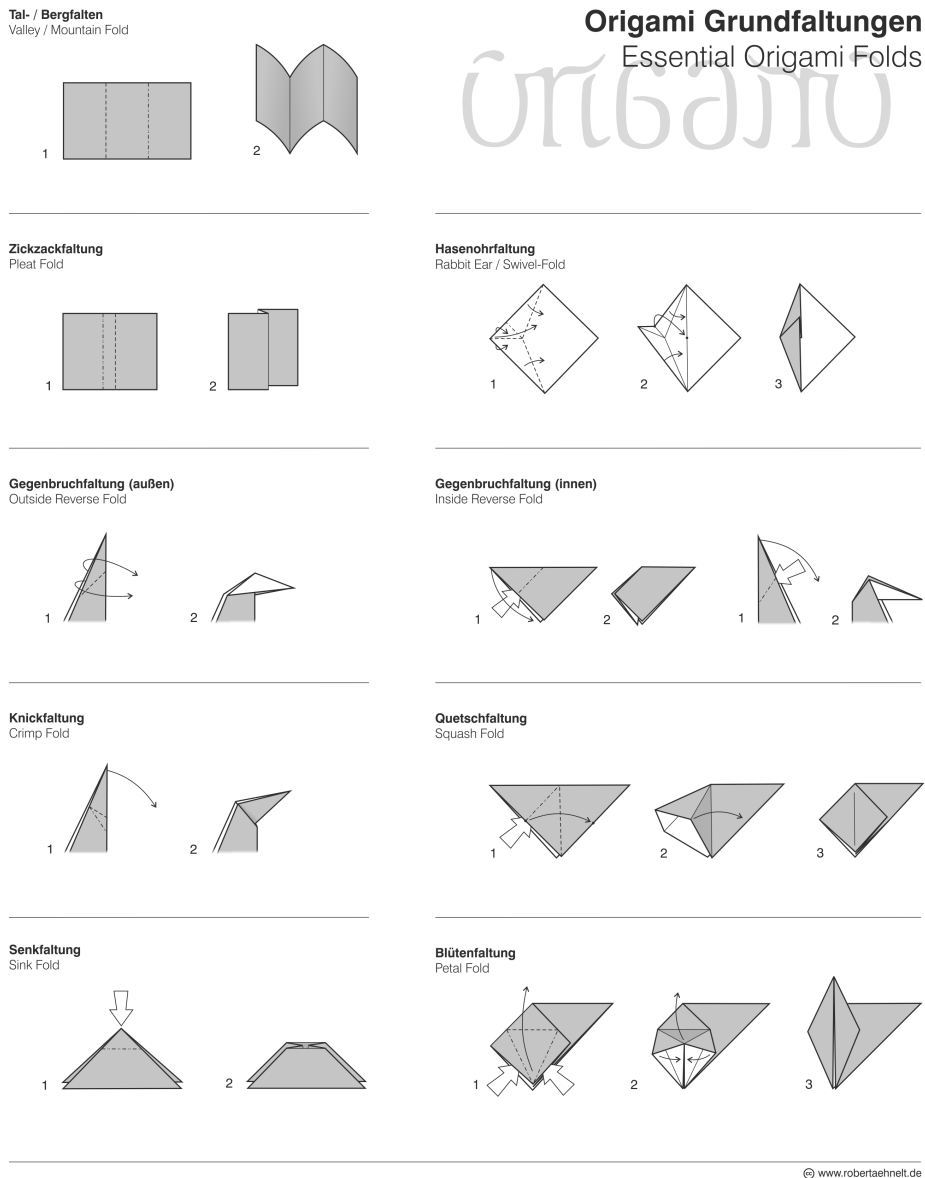 Origami Grundfaltungen
Essential Origami Folds
origami
Tal- / Bergfalten
Valley / Mountain Fold
1
2
Zickzackfaltung
Pleat Fold
1
2
Hasenohrfaltung
Rabbit Ear / Swivel-Fold
1
2
3
Gegenbruchfaltung (außen)
Outside Reverse Fold
1
2
Gegenbruchfaltung (innen)
Inside Reverse Fold
1
2
1
2
Knickfaltung
Crimp Fold
1
2
Quetschfaltung
Squash Fold
1
2
3
Senkfaltung
Sink Fold
1
2
Blütenfaltung
Petal Fold
1
2
3
cc www.robertaehnelt.de